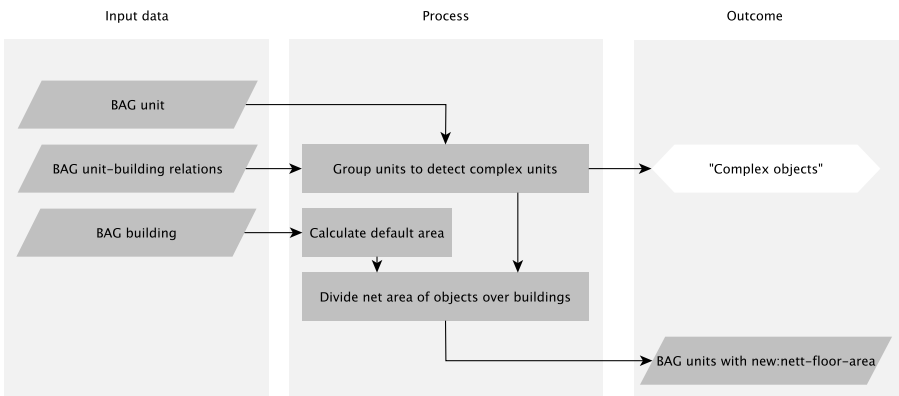 Input data
Process
Outcome
BAG unit
BAG unit-building relations
Group units to detect complex units
"Complex objects"
BAG building
Calculate default area
Divide net area of objects over buildings
BAG units with new:nett-floor-area